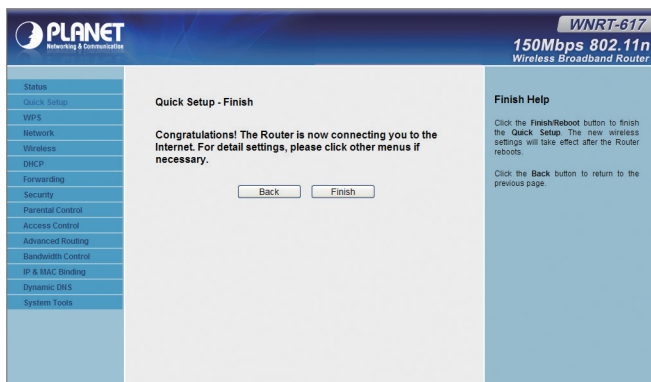 PLANET
Networking & Communication
WNRT-617
150Mbps 802.11n
Wireless Broadband Router
Status
Quick Setup
WPS
Network
Wireless
DHCP
Forwarding
Security
Parental Control
Access Control
Advanced Routing
Bandwidth Control
IP & MAC Binding
Dynamic DNS
System Tools
Quick Setup - Finish
Congratulations! The Router is now connecting you to the
Internet. For detail settings, please click other menus if
necessary.
Back
Finish
Finish Help
Click the Finish/Reboot button to finish
the Quick Setup. The new wireless
settings will take effect after the Router
reboots.
Click the Back button to return to the
previous page.